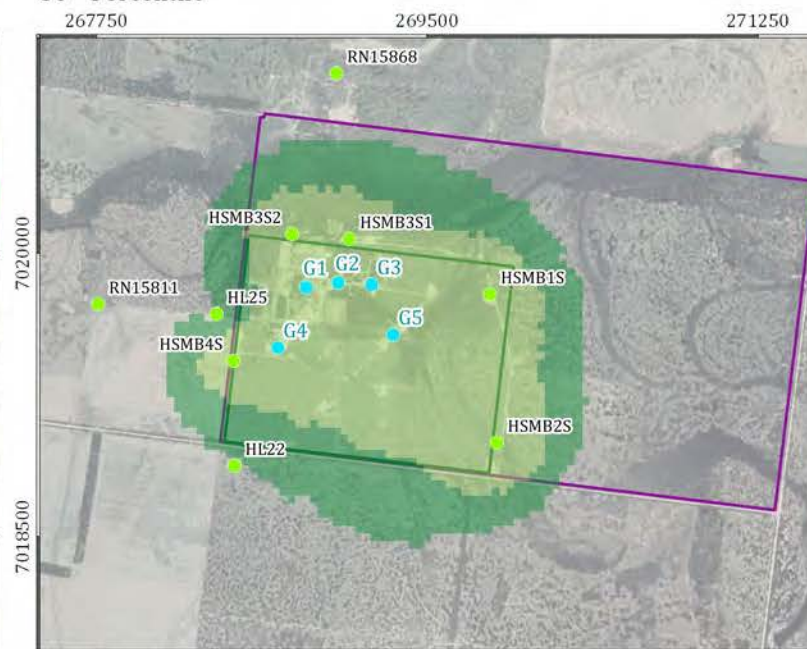 267750 269500 271250
RN15868
HSMB3S2
HSMB3S1
7020000
G1 G2 G3
HSMB1S
RN15811
HL25
G5
HSMB4S
G4
HSMB2S
HL22
7018500